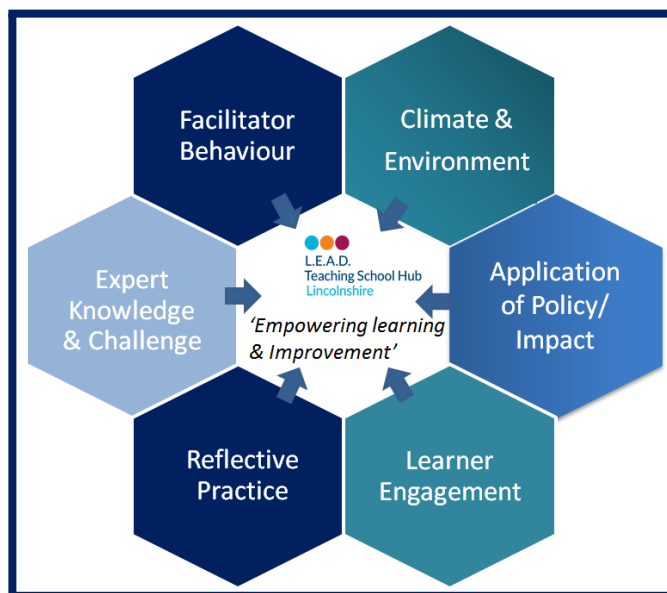 Facilitator
Behaviour
Climate &
Environment
Expert
Knowledge
& Challenge
L.E.A.D.
Teaching School Hub
Lincolnshire
‘Empowering learning
& Improvement’
Application
of Policy/
Impact
Reflective
Practice
Learner
Engagement